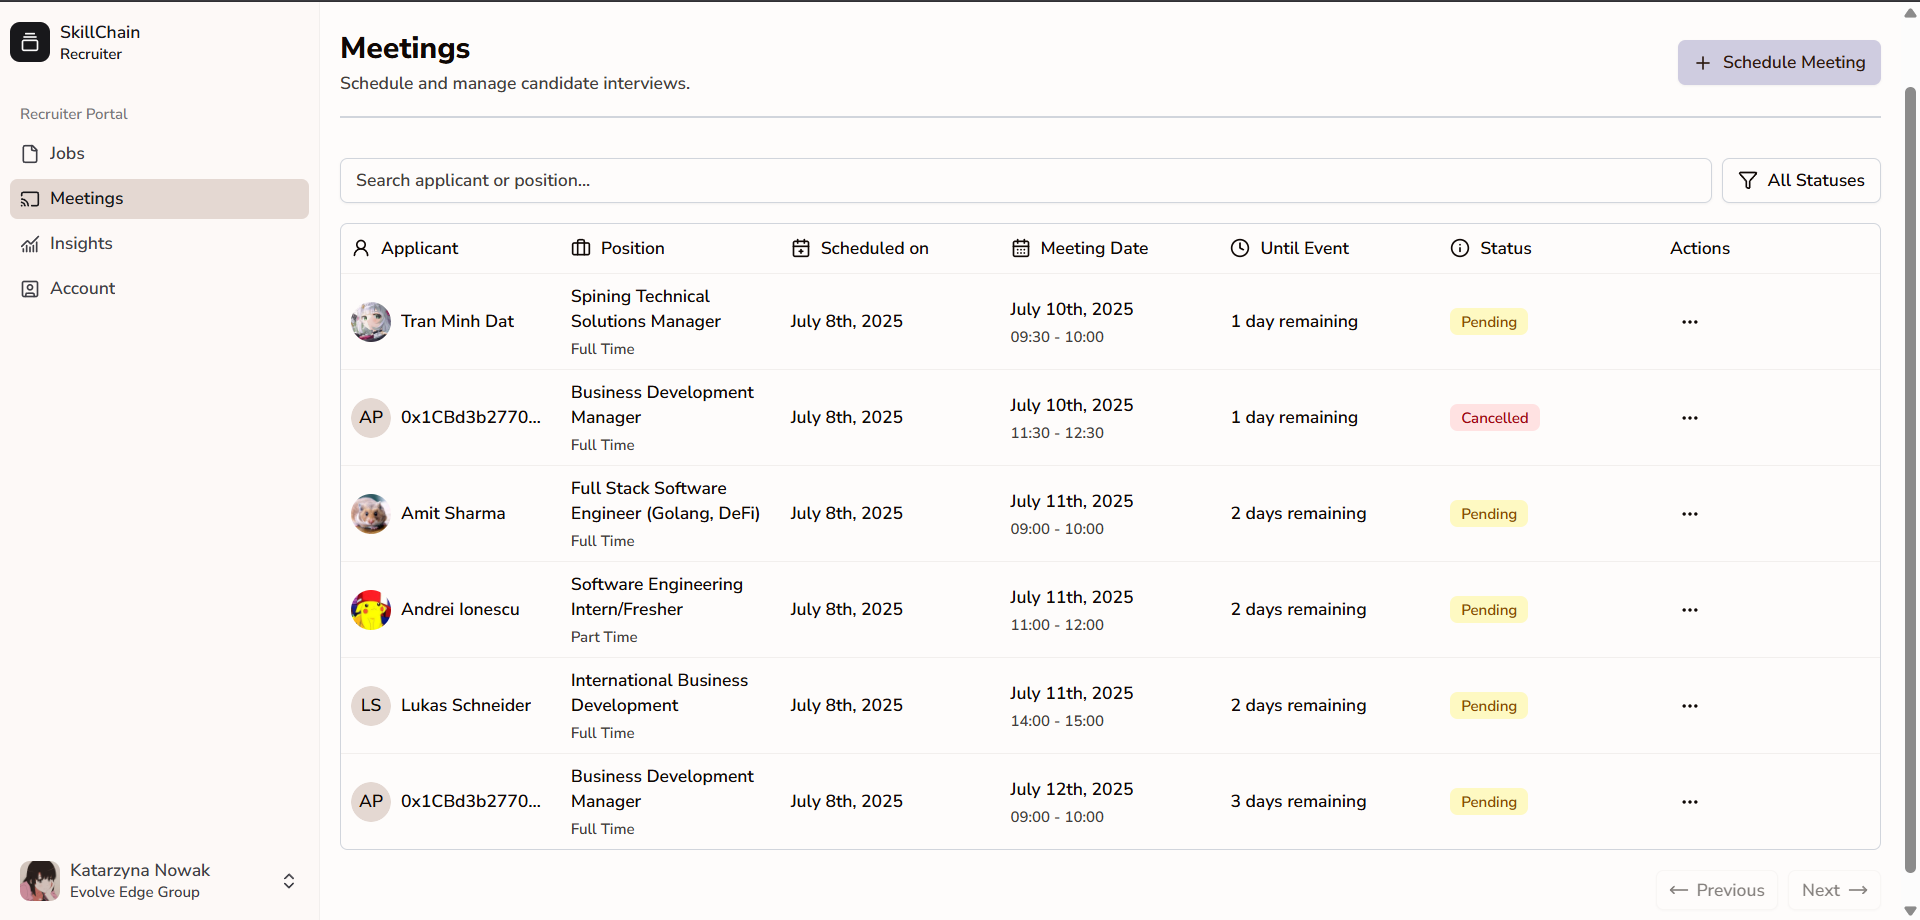 SkillChain
Recruiter
Recruiter Portal
Jobs
Meetings
Insights
Account
Katarzyna Nowak
Evolve Edge Group
Meetings
Schedule and manage candidate interviews.
+ Schedule Meeting
Search applicant or position...
All Statuses
Applicant Position Scheduled on Meeting Date Until Event Status Actions
Spining Technical
Solutions Manager
Full Time
Tran Minh Dat
July 8th, 2025
July 10th, 2025
09:30 - 10:00
1 day remaining
Pending
AP
0x1CBd3b2770...
Business Development
Manager
Full Time
July 8th, 2025
July 10th, 2025
11:30 - 12:30
1 day remaining
Cancelled
Amit Sharma
Full Stack Software
Engineer (Golang, DeFi)
Full Time
July 8th, 2025
July 11th, 2025
09:00 - 10:00
2 days remaining
Pending
Andrei Ionescu
Software Engineering
Intern/Fresher
Part Time
July 8th, 2025
July 11th, 2025
11:00 - 12:00
2 days remaining
Pending
LS
Lukas Schneider
International Business
Development
Full Time
July 8th, 2025
July 11th, 2025
14:00 - 15:00
2 days remaining
Pending
AP
0x1CBd3b2770...
Business Development
Manager
Full Time
July 8th, 2025
July 12th, 2025
09:00 - 10:00
3 days remaining
Pending
Previous
Next